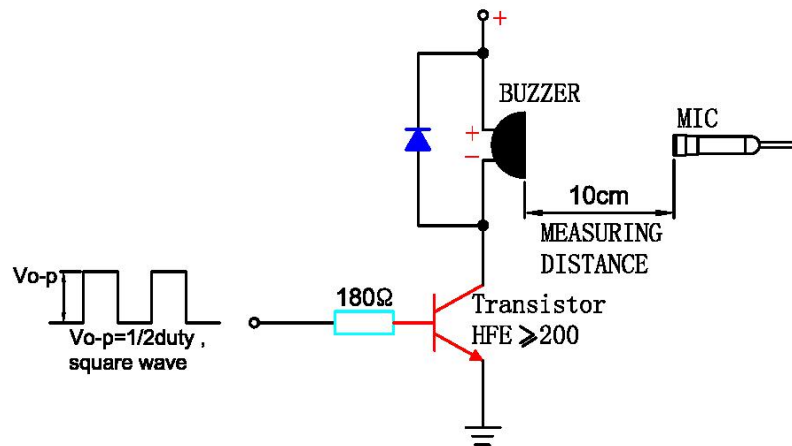 +
BUZZER
+
−
MIC
10cm
MEASURING
DISTANCE
Vo-p
Vo-p=1/2duty ,
square wave
180Ω
Transistor
HFE ⩾200